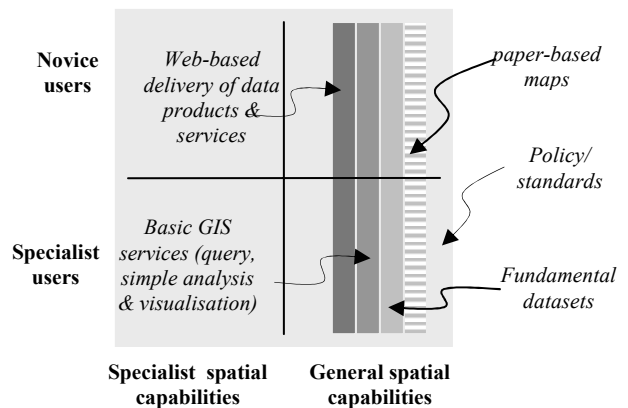 Novice
users
Web-based
delivery of data
products &
services
paper-based
maps
Policy/
standards
Specialist
users
Basic GIS
services (query,
simple analysis
& visualisation)
Fundamental
datasets
Specialist spatial
capabilities
General spatial
capabilities